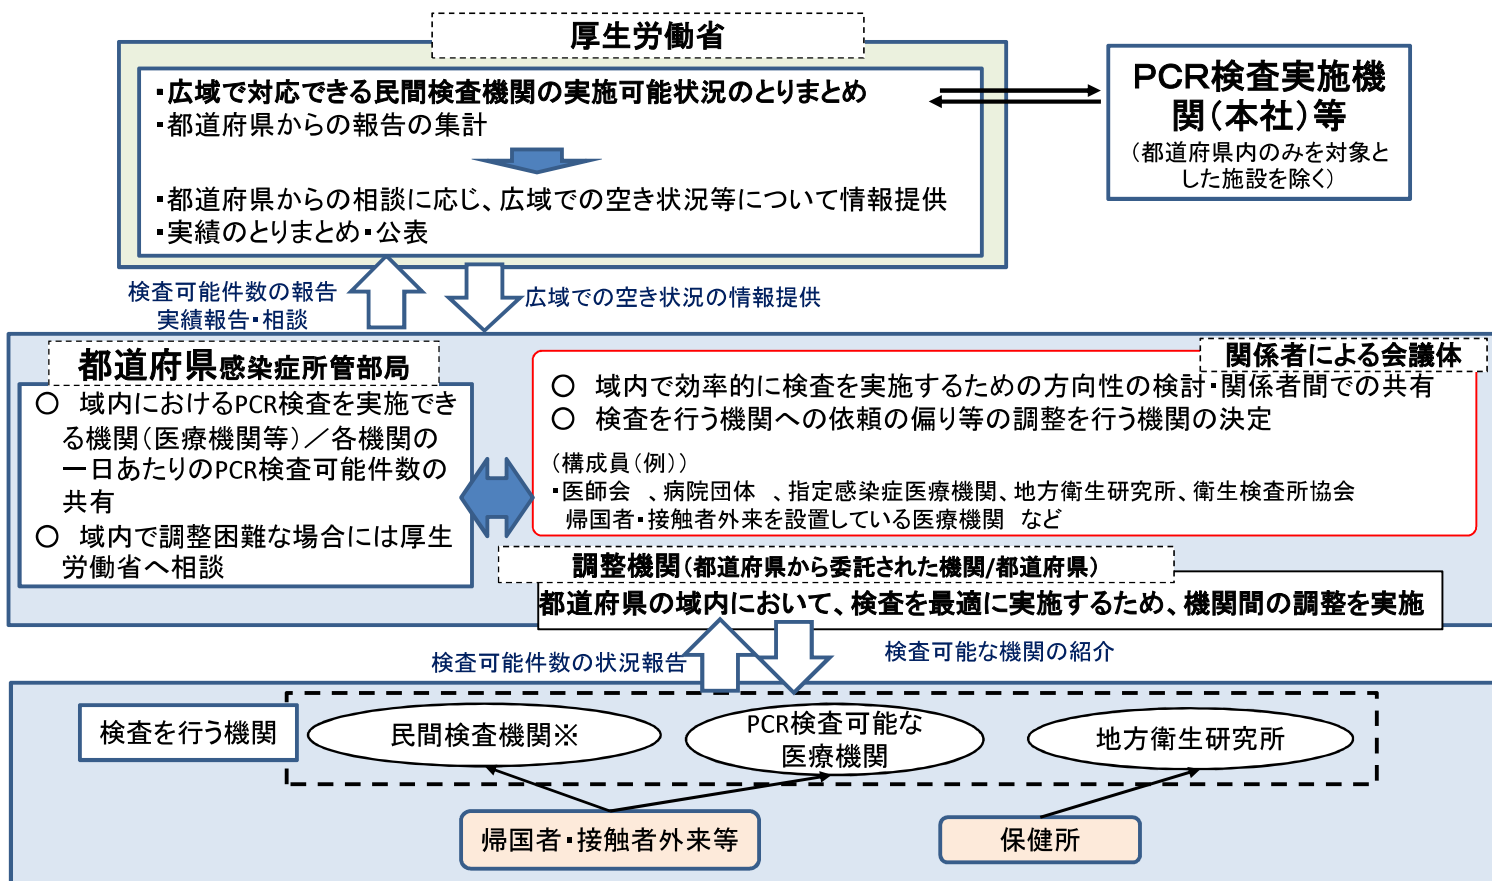 厚生労働省
・広域で対応できる民間検査機関の実施可能状況のとりまとめ
・都道府県からの報告の集計
・都道府県からの相談に応じ、広域での空き状況等について情報提供
・実績のとりまとめ・公表
PCR検査実施機
関（本社）等
（都道府県内のみを対象と
した施設を除く）
検査可能件数の報告
実績報告・相談
広域での空き状況の情報提供
都道府県感染症所管部局
○　域内におけるPCR検査を実施でき
る機関（医療機関等）／各機関の
一日あたりのPCR検査可能件数の
共有
○　域内で調整困難な場合には厚生
労働省へ相談
関係者による会議体
○　域内で効率的に検査を実施するための方向性の検討・関係者間での共有
○　検査を行う機関への依頼の偏り等の調整を行う機関の決定
（構成員（例））
・医師会　、病院団体　、指定感染症医療機関、地方衛生研究所、衛生検査所協会
帰国者・接触者外来を設置している医療機関　など
調整機関（都道府県から委託された機関/都道府県）
都道府県の域内において、検査を最適に実施するため、機関間の調整を実施
検査可能件数の状況報告
検査可能な機関の紹介
検査を行う機関
民間検査機関※
PCR検査可能な
医療機関
地方衛生研究所
帰国者・接触者外来等
保健所